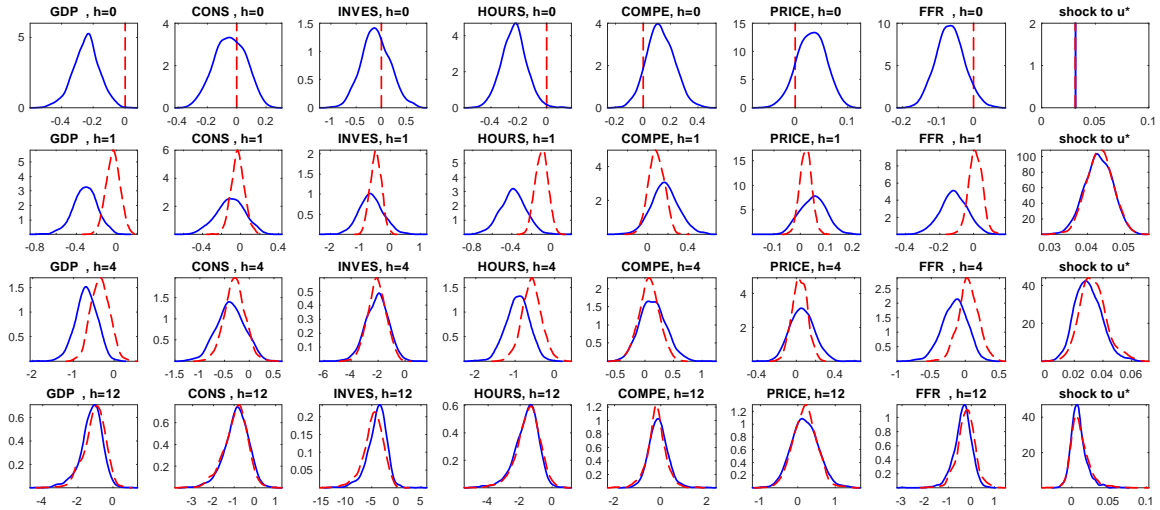 GDP , h=0
5
0
-0.6 -0.4 -0.2 0
CONS , h=0
4
2
0
-0.4 -0.2 0 0.2
INVES, h=0
1.5
1
0.5
0
-1 -0.5 0 0.5
HOURS, h=0
4
2
0
-0.6 -0.4 -0.2 0
COMPE, h=0
4
3
2
1
0
-0.2 0 0.2 0.4
PRICE, h=0
15
10
5
0
0 0.1
FFR , h=0
10
5
0
-0.2 -0.1 0
shock to u*
2
1
0
0 0.05 0.1
GDP , h=1
5
4
3
2
1
-0.8 -0.4 0
CONS , h=1
6
4
2
-0.4 0 0.4
INVES, h=1
2
1.5
1
0.5
-2 -1 0 1 2
HOURS, h=1
5
4
3
2
1
-0.8 -0.4 0
COMPE, h=1
4
2
0 0.4
PRICE, h=1
15
10
5
-0.1 0 0.1 0.2
FFR , h=1
8
6
4
2
-0.4 -0.2 0
shock to u*
100
80
60
40
20
0.03 0.04 0.05
GDP , h=4
1.5
1
0.5
-2 -1 0
CONS , h=4
1.5
1
0.5
-1.5 -1 -0.5 0 0.5
INVES, h=4
0.5
0.4
0.3
0.2
0.1
-6 -4 -2 0
HOURS, h=4
1.5
1
0.5
-2 -1 0
COMPE, h=4
2
1.5
1
0.5
-0.5 0 0.5 1
PRICE, h=4
4
2
-0.4 0 0.4
FFR , h=4
2.5
2
1.5
1
0.5
-1 -0.5 0 0.5
shock to u*
40
20
0 0.02 0.04 0.06
GDP , h=12
0.6
0.4
0.2
-4 -2 0
CONS , h=12
0.6
0.4
0.2
-3 -2 -1 0 1
INVES, h=12
0.2
0.15
0.1
0.05
-15 -10 -5 0
HOURS, h=12
0.6
0.4
0.2
-4 -2 0
COMPE, h=12
1.2
1
0.8
0.6
0.4
0.2
-2 0 2
PRICE, h=12
1.2
1
0.8
0.6
0.4
0.2
-1 0 1
FFR , h=12
1
0.8
0.6
0.4
0.2
-3 -2 -1 0 1
shock to u*
40
20
0 0.05 0.1